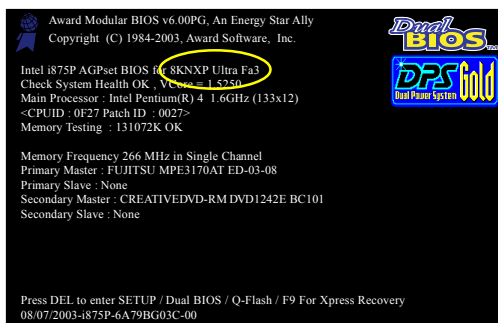 Award Modular BIOS v6.00PG, An Energy Star Ally
Copyright (C) 1984-2003, Award Software, Inc.
Dual BIOS
Intel i875P AGPset BIOS for 8KNXP Ultra Fa3
Check System Health OK , VCore = 1.5250
Main Processor : Intel Pentium(R) 4 1.6GHz (133x12)
<CPUID : 0F27 Patch ID : 0027>
Memory Testing : 131072K OK
DPS Gold
Dual Power System
Memory Frequency 266 MHz in Single Channel
Primary Master : FUJITSU MPE3170AT ED-03-08
Primary Slave : None
Secondary Master : CREATIVEDVD-RM DVD1242E BC101
Secondary Slave : None
Press DEL to enter SETUP / Dual BIOS / Q-Flash / F9 For Xpress Recovery
08/07/2003-i875P-6A79BG03C-00